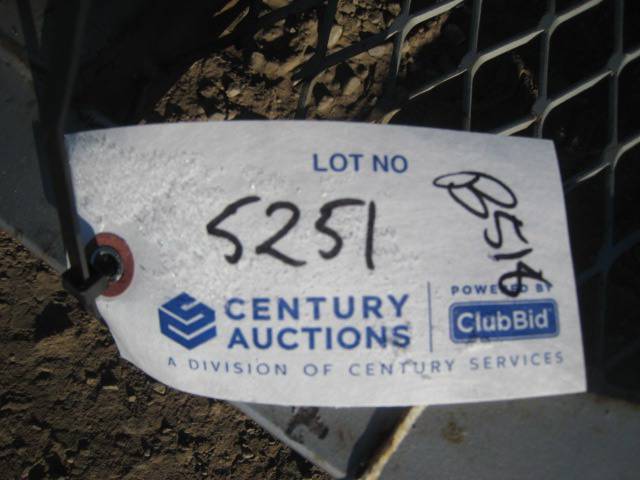 LOT NO
5251
B516
CENTURY
AUCTIONS
POWERED BY
ClubBid
A DIVISION OF CENTURY SERVICES